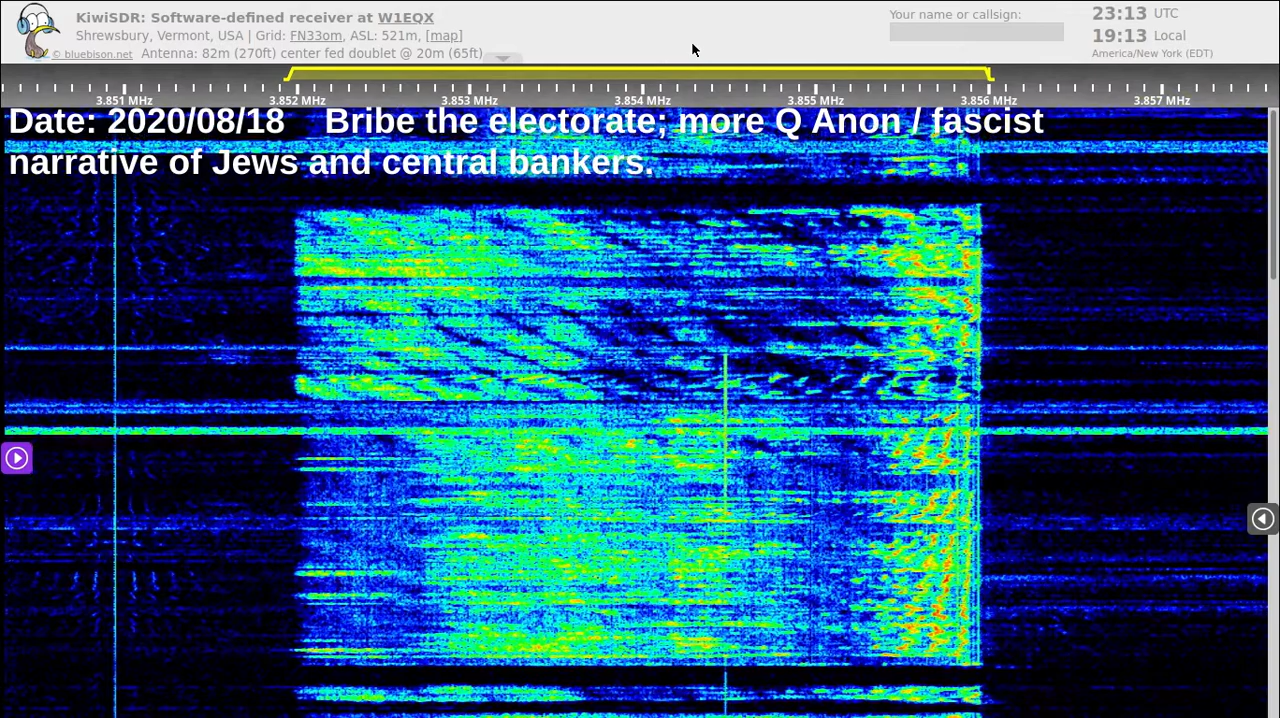 KiwiSDR: Software-defined receiver at W1EQX
Shrewsbury, Vermont, USA | Grid: FN33om, ASL: 521m, [map]
© bluebison.net Antenna: 82m (270ft) center fed doublet @ 20m (65ft)
Your name or callsign:
23:13 UTC
19:13 Local
America/New York (EDT)
3.851 MHz 3.852 MHz 3.853 MHz 3.854 MHz 3.855 MHz 3.856 MHz 3.857 MHz
Date: 2020/08/18 Bribe the electorate; more Q Anon / fascist
narrative of Jews and central bankers.